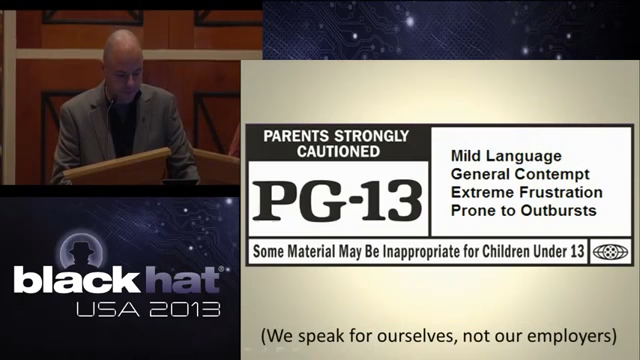 PARENTS STRONGLY
CAUTIONED
PG-13
Mild Language
General Contempt
Extreme Frustration
Prone to Outbursts
Some Material May Be Inappropriate for Children Under 13
(We speak for ourselves, not our employers)
black hat®
USA 2013